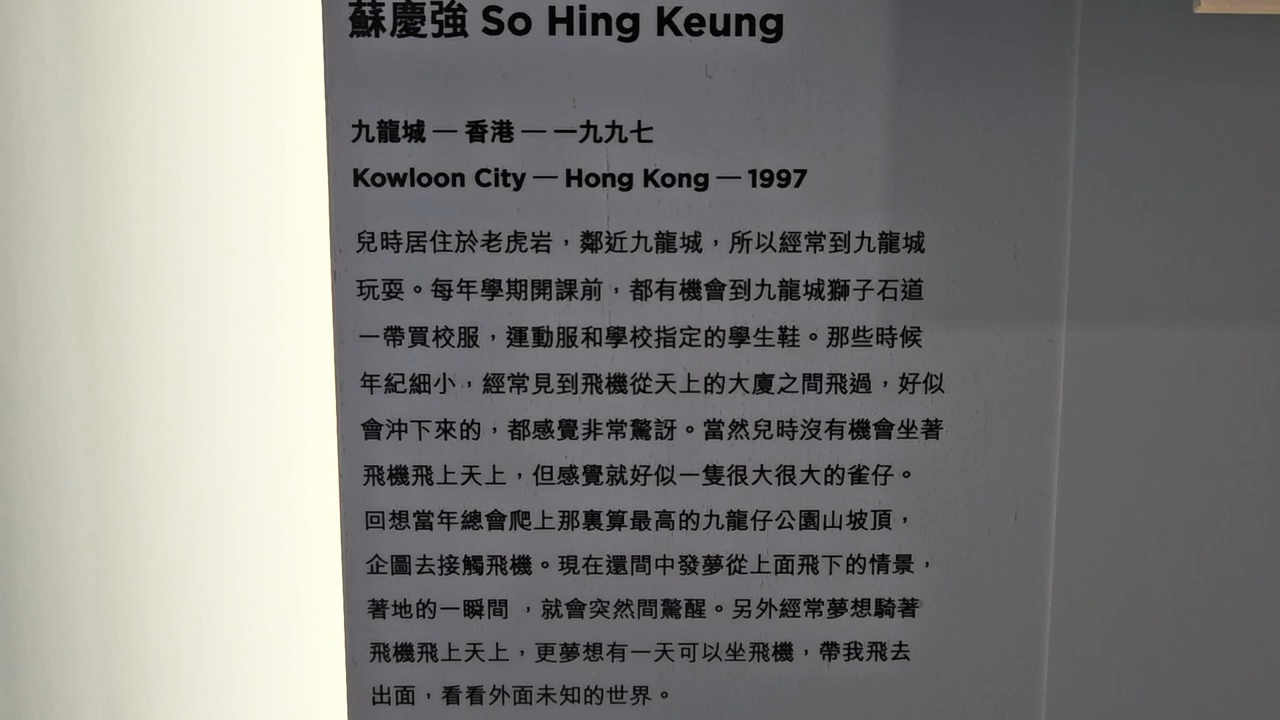 蘇慶強 So Hing Keung
九龍城 — 香港 — 一九九七
Kowloon City — Hong Kong — 1997
兒時居住於老虎岩，鄰近九龍城，所以經常到九龍城
玩耍。每年學期開課前，都有機會到九龍城獅子石道
一帶買校服，運動服和學校指定的學生鞋。那些時候
年紀細小，經常見到飛機從天上的大廈之間飛過，好似
會沖下來的，都感覺非常驚訝。當然兒時沒有機會坐著
飛機飛上天上，但感覺就好似一隻很大很大的雀仔。
回想當年總會爬上那裏算最高的九龍仔公園山坡頂，
企圖去接觸飛機。現在還間中發夢從上面飛下的情景，
著地的一瞬間 ，就會突然間驚醒。另外經常夢想騎著
飛機飛上天上，更夢想有一天可以坐飛機，帶我飛去
出面，看看外面未知的世界。